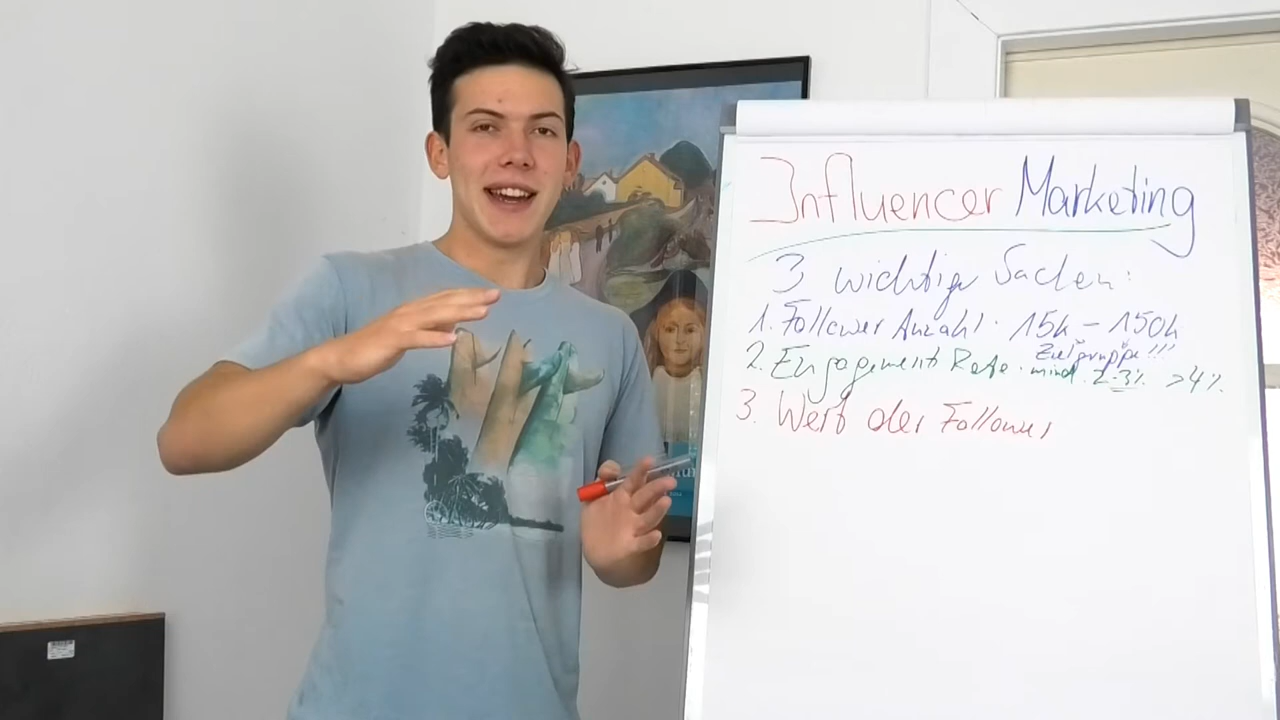 Influencer Marketing
3 wichtige Sachen:
1. Follower Anzahl: 15k – 150k
Zielgruppe!!!
2. Engagement Rate: mind. 2-3% >4%
3. Wert der Follower